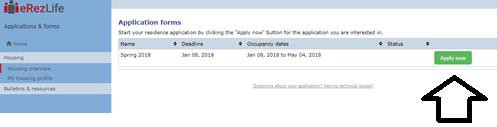 eRezLife
Applications & forms
Home
Housing
Housing overview
My housing profile
Bulletins & resources
Application forms
Start your residence application by clicking the "Apply now" button for the application you are interested in.
Name Deadline Occupancy dates Status
Spring 2018 Jan 08, 2018 Jan 08, 2018 to May 04, 2018 Apply now
Questions about your application? Having technical issues?